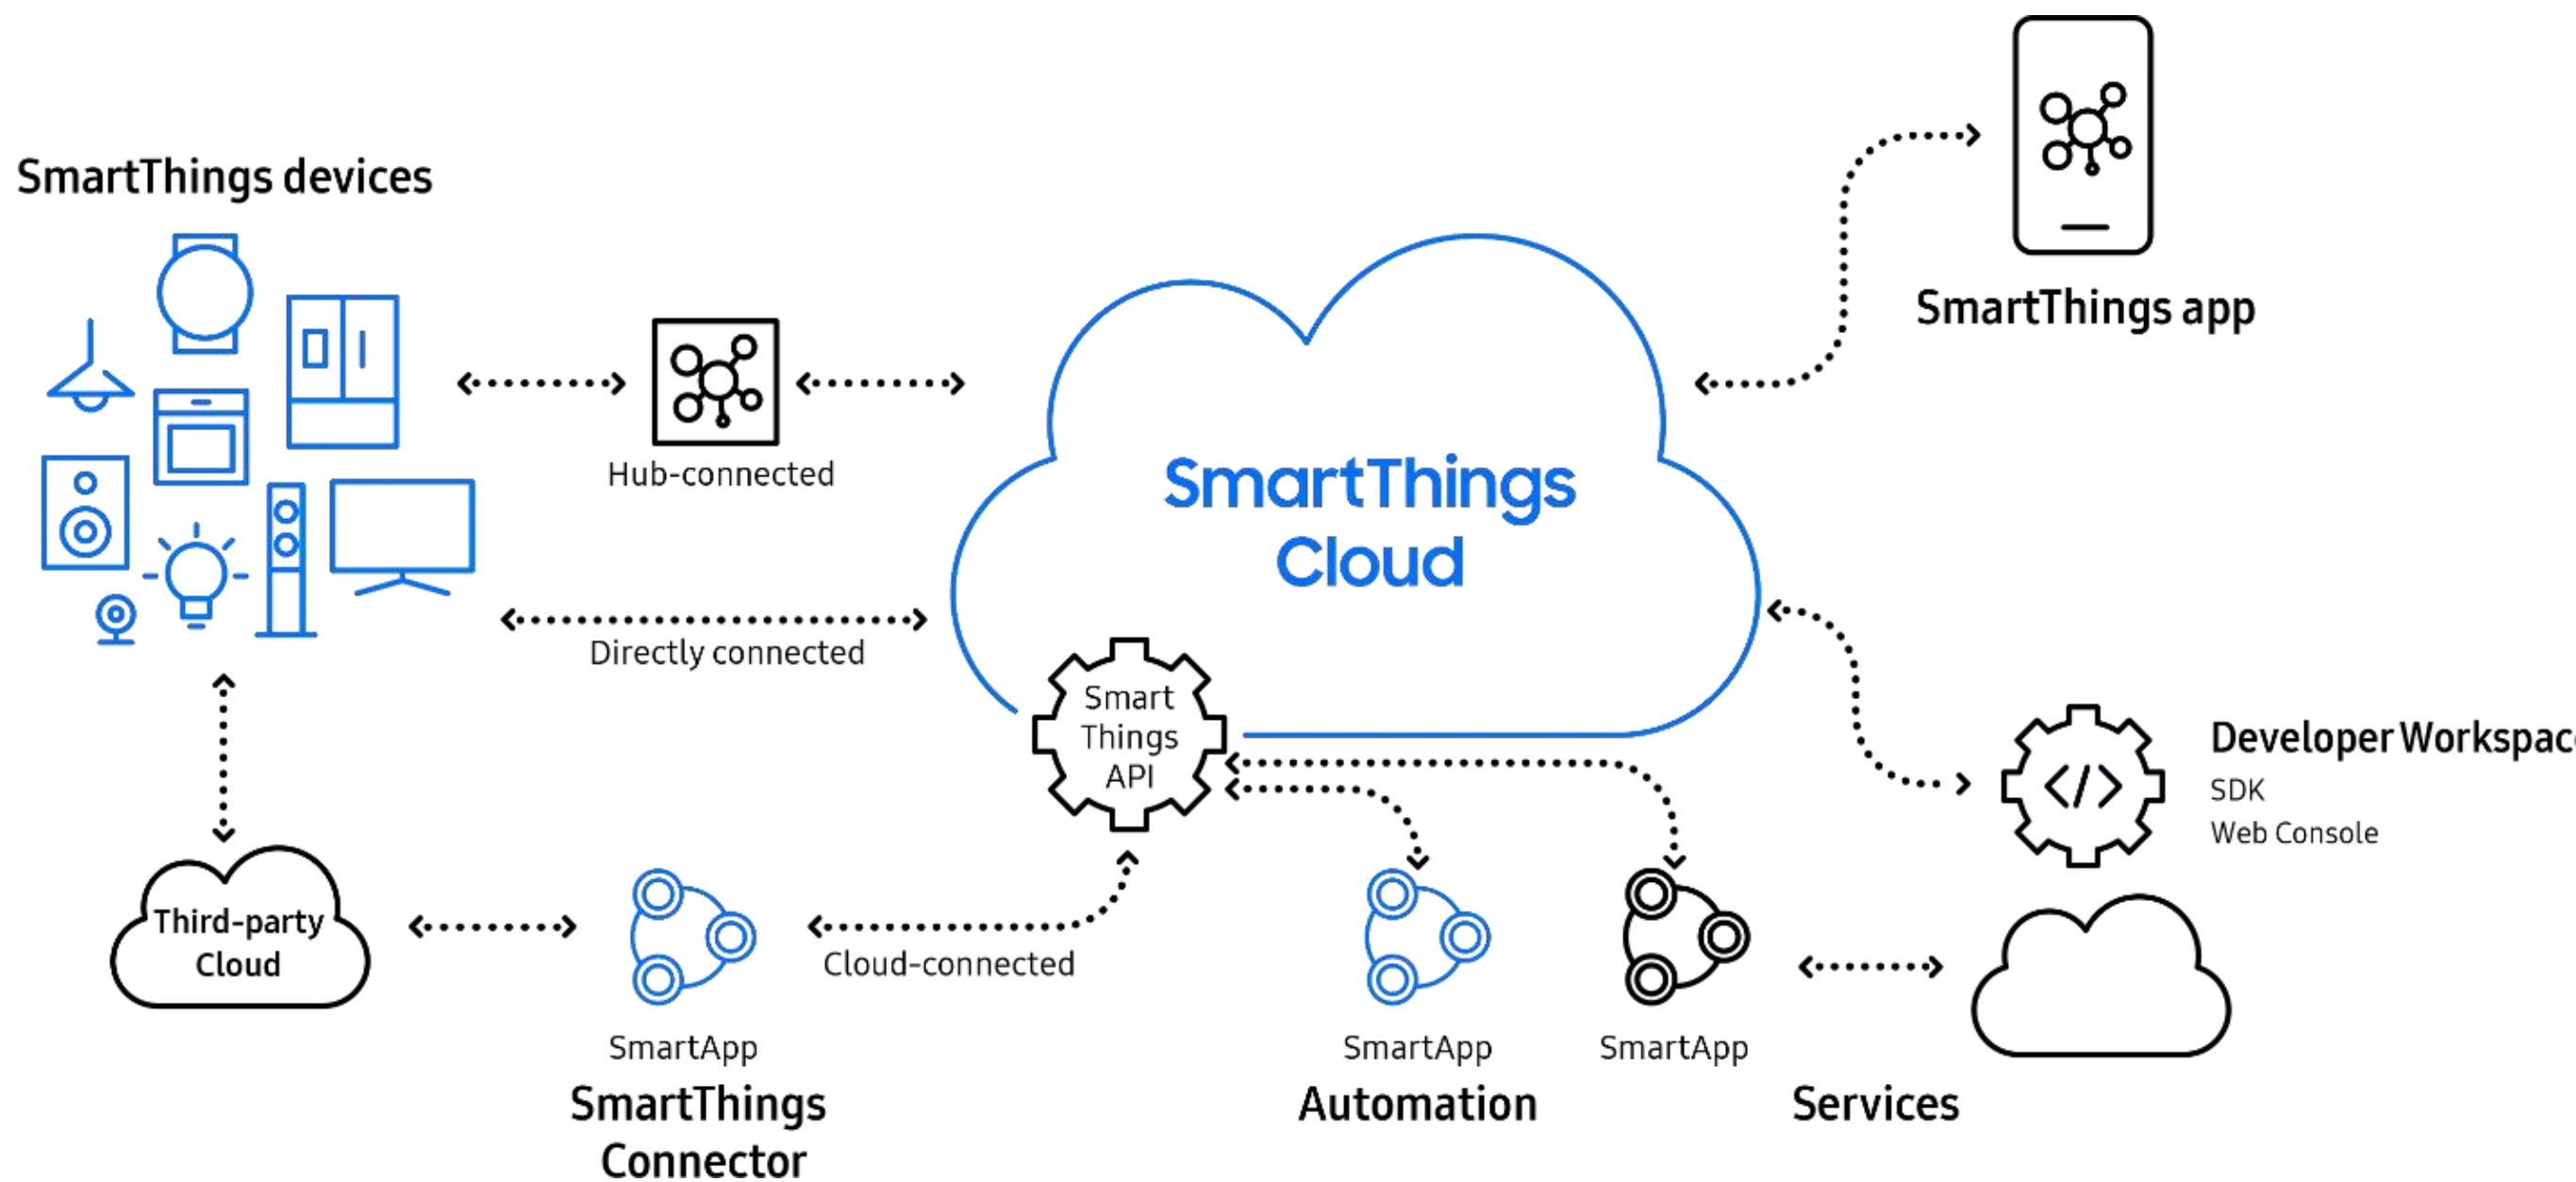 SmartThings devices
SmartThings app
Hub-connected
SmartThings
Cloud
Directly connected
Smart
Things
API
Developer Workspac
SDK
Web Console
Third-party
Cloud
Cloud-connected
SmartApp
SmartThings
Connector
SmartApp
Automation
SmartApp
Services